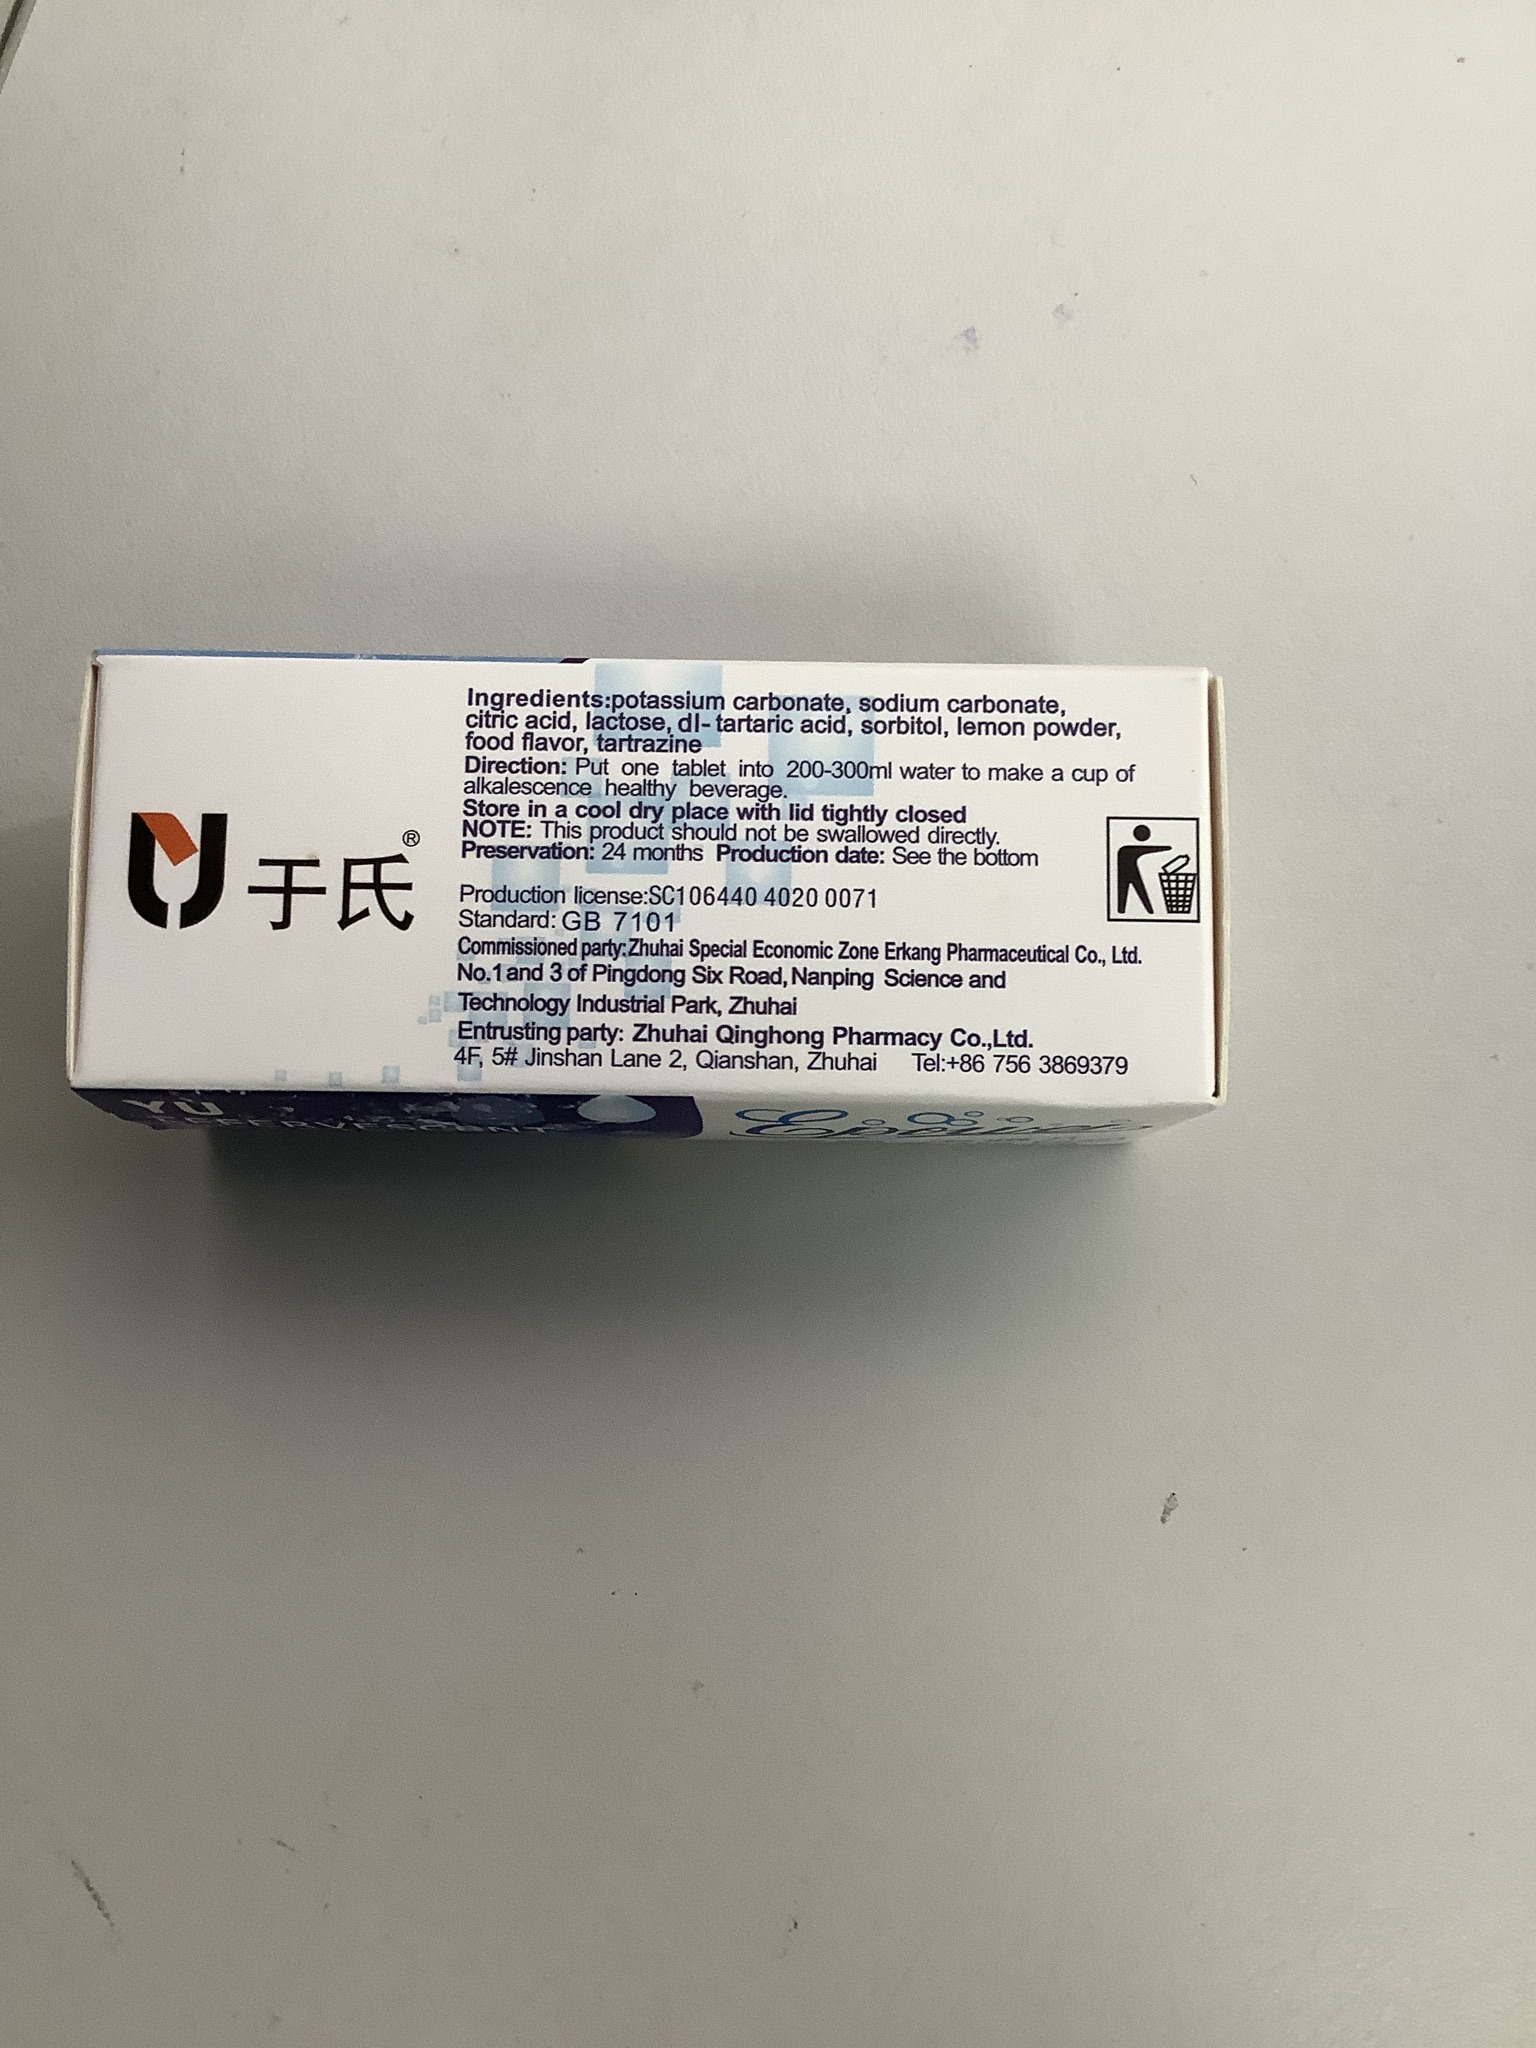 Ingredients:potassium carbonate, sodium carbonate,
citric acid, lactose, dl-tartaric acid, sorbitol, lemon powder,
food flavor, tartrazine
Direction: Put one tablet into 200-300ml water to make a cup of
alkalescence healthy beverage.
Store in a cool dry place with lid tightly closed
NOTE: This product should not be swallowed directly.
Preservation: 24 months Production date: See the bottom
于氏®
Production license:SC106440 4020 0071
Standard: GB 7101
Commissioned party:Zhuhai Special Economic Zone Erkang Pharmaceutical Co., Ltd.
No.1 and 3 of Pingdong Six Road, Nanping Science and
Technology Industrial Park, Zhuhai
Entrusting party: Zhuhai Qinghong Pharmacy Co.,Ltd.
4F, 5# Jinshan Lane 2, Qianshan, Zhuhai Tel:+86 756 3869379
YU
EFFERVESCENT